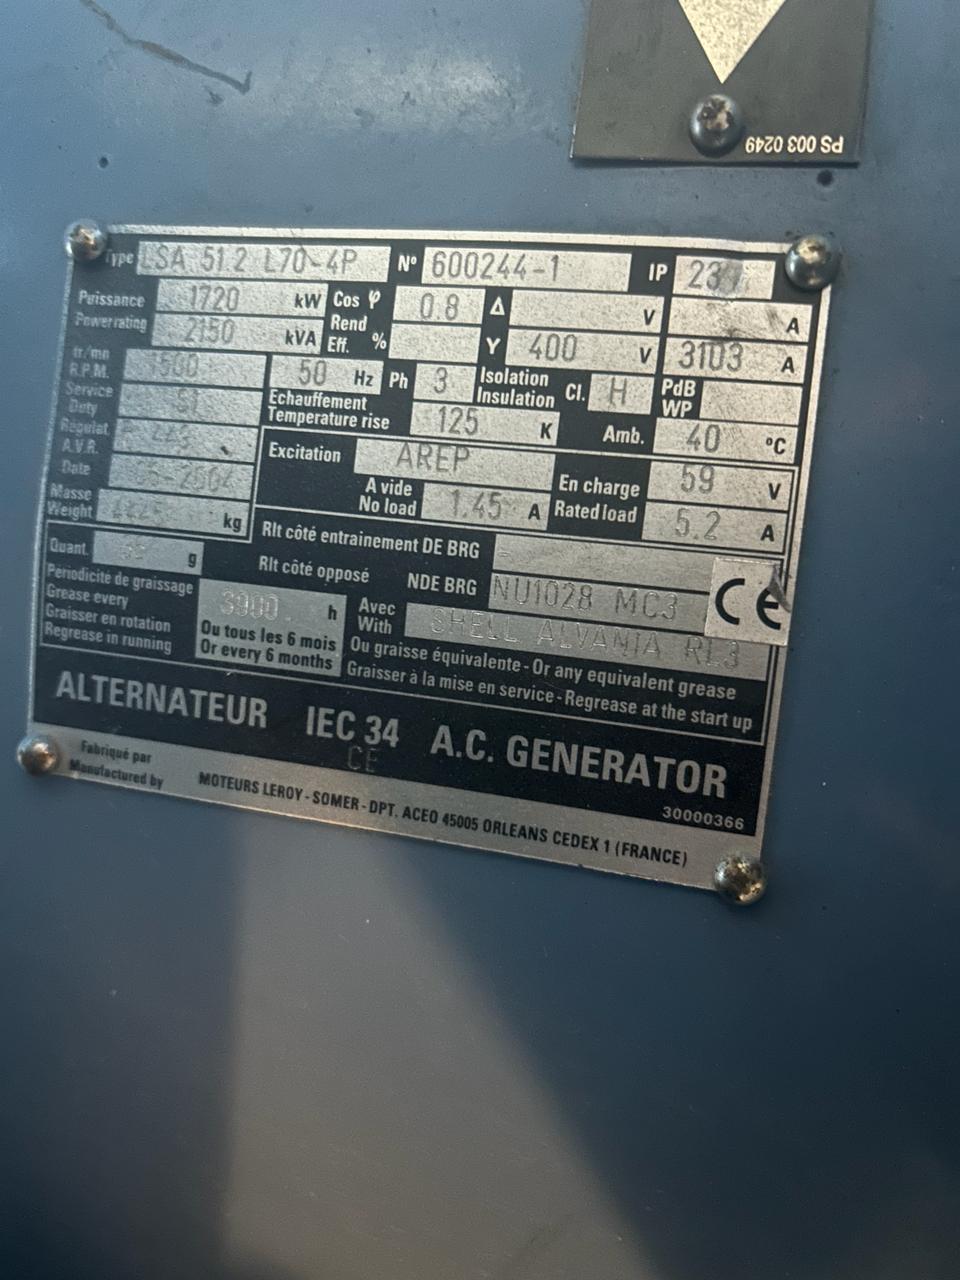 PS 003 0249
Type LSA 51.2 L70-4P N° 600244-1 IP 23
Puissance 1720 kW Cos φ 0.8 Δ V A
Power rating 2150 kVA Rend Eff. % Y 400 V 3103 A
tr/mn R.P.M. 1500 50 Hz Ph 3 Isolation Insulation Cl. H PdB WP
Service Duty S1 Echauffement Temperature rise 125 K Amb. 40 °C
Regulat. A.V.R.
Excitation AREP En charge Rated load 59 V
Date 2004 A vide No load 1.45 A 5.2 A
Masse Weight kg
Rlt côté entrainement DE BRG -
Quant. g Rlt côté opposé NDE BRG NU1028 MC3 CE
Périodicité de graissage
Grease every
Graisser en rotation
Regrease in running
3900 h
Ou tous les 6 mois
Or every 6 months
Avec With SHELL ALVANIA RL3
Ou graisse équivalente - Or any equivalent grease
Graisser à la mise en service - Regrease at the start up
ALTERNATEUR IEC 34 A.C. GENERATOR
CE
30000366
Fabriqué par
Manufactured by
MOTEURS LEROY - SOMER - DPT. ACEO 45005 ORLEANS CEDEX 1 (FRANCE)